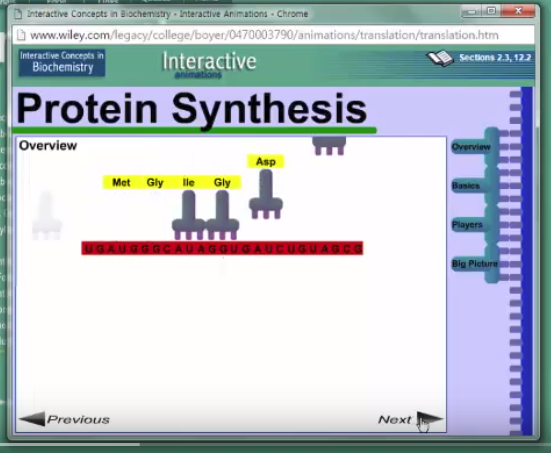 Interactive Concepts in Biochemistry - Interactive Animations - Chrome
www.wiley.com/legacy/college/boyer/0470003790/animations/translation/translation.htm
Interactive Concepts in
Biochemistry
Interactive
animations
Sections 2.3, 12.2
Protein Synthesis
Overview
Asp
Met Gly Ile Gly
UGAUGGGCAUAGGUGAUCUGUAGCG
Overview
Basics
Players
Big Picture
Previous
Next